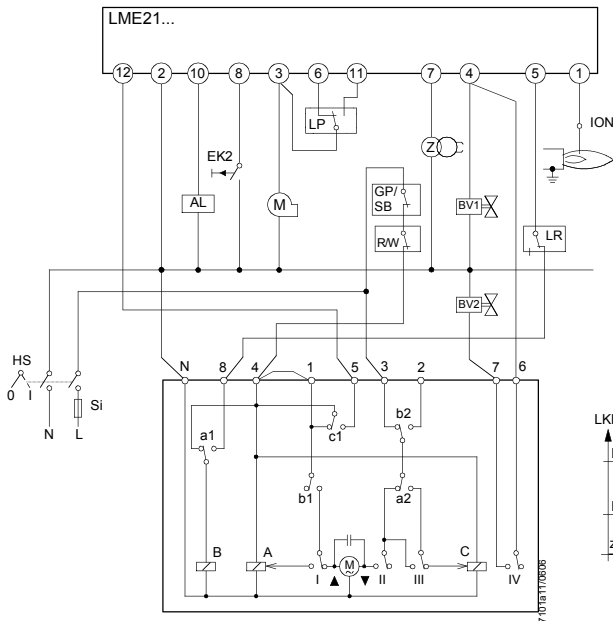 LME21...
12 2 10 8 3 6 11 7 4 5 1
ION
LP
EK2
Z
GP/
SB
AL
M
BV1
R/W
LR
BV2
HS
0 I
Si
N L
N 8 4 1 5 3 2 7 6
c1
b2
a1
b1
a2
B A C
I M II III IV
7101a11/0606